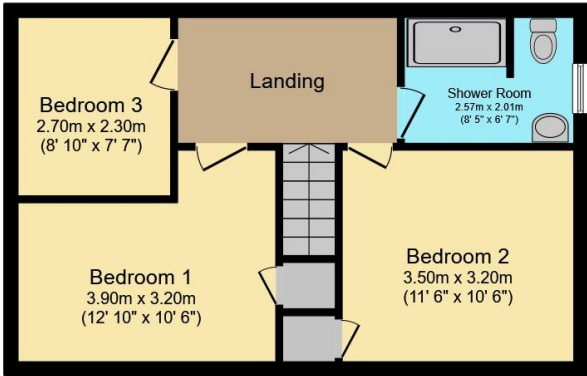 Landing
Bedroom 3
2.70m x 2.30m
(8' 10" x 7' 7")
Shower Room
2.57m x 2.01m
(8' 5" x 6' 7")
Bedroom 1
3.90m x 3.20m
(12' 10" x 10' 6")
Bedroom 2
3.50m x 3.20m
(11' 6" x 10' 6")